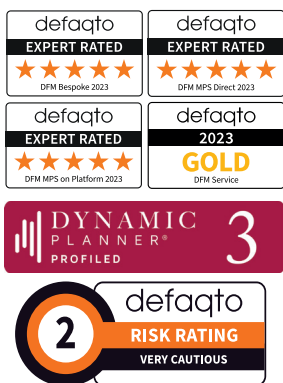 defaqto
EXPERT RATED
DFM Bespoke 2023
defaqto
EXPERT RATED
DFM MPS Direct 2023
defaqto
EXPERT RATED
DFM MPS on Platform 2023
defaqto
2023
GOLD
DFM Service
DYNAMIC
PLANNER®
PROFILED
3
2
defaqto
RISK RATING
VERY CAUTIOUS